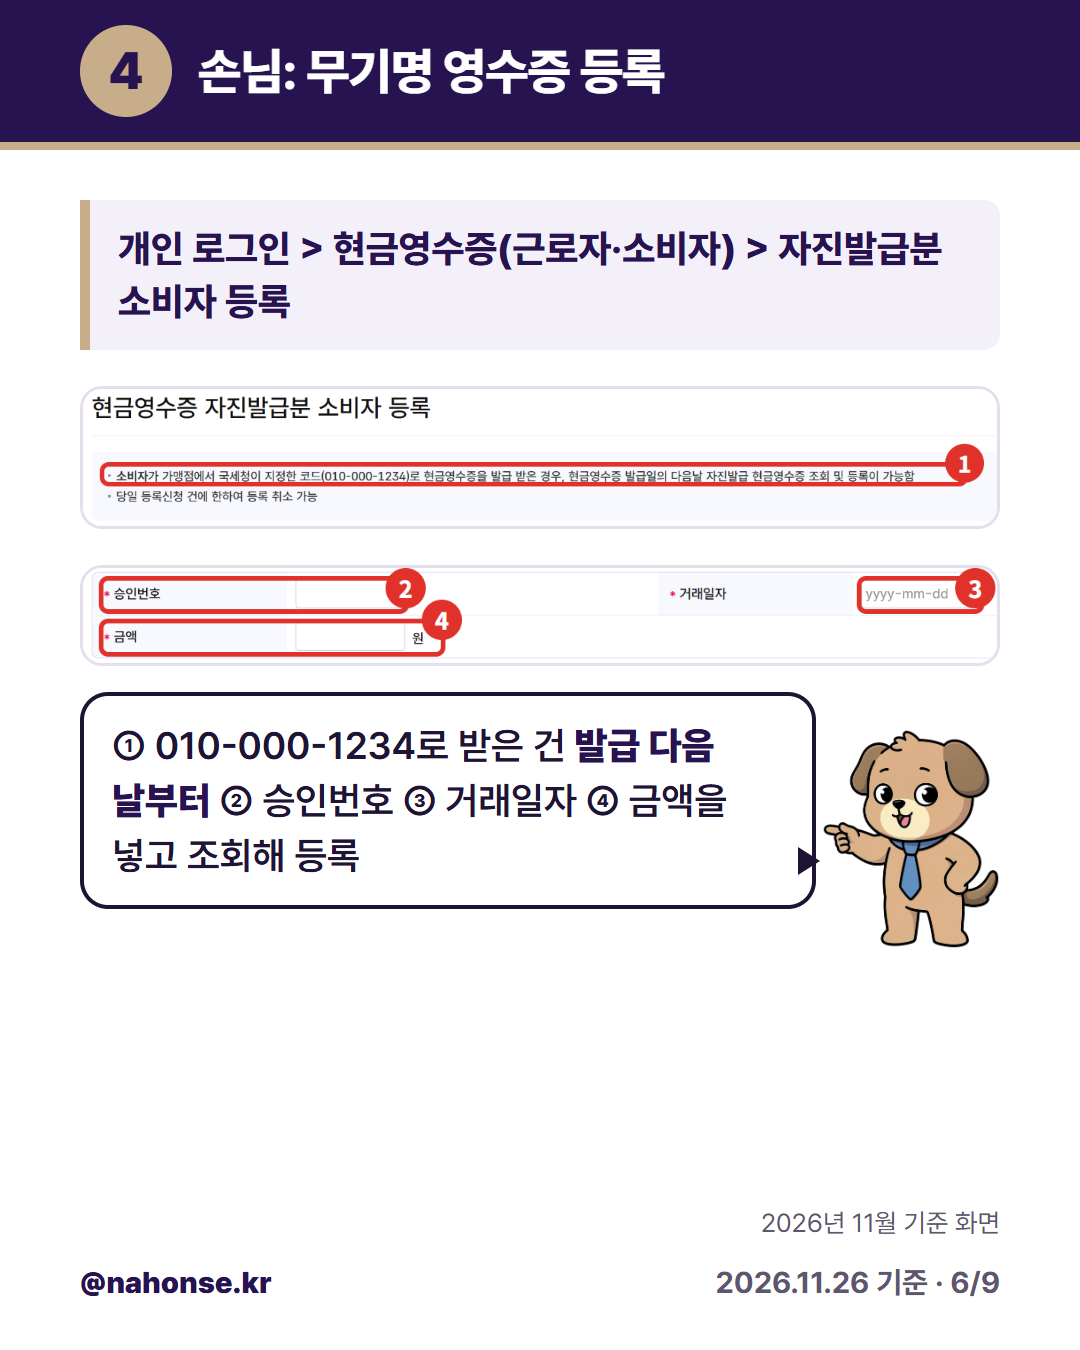 4
손님: 무기명 영수증 등록
개인 로그인 > 현금영수증(근로자·소비자) > 자진발급분
소비자 등록
현금영수증 자진발급분 소비자 등록
· 소비자가 가맹점에서 국세청이 지정한 코드(010-000-1234)로 현금영수증을 발급 받은 경우, 현금영수증 발급일의 다음날 자진발급 현금영수증 조회 및 등록이 가능함
1
· 당일 등록신청 건에 한하여 등록 취소 가능
* 승인번호
2
* 거래일자
yyyy-mm-dd
3
* 금액
원
4
① 010-000-1234로 받은 건 발급 다음
날부터 ② 승인번호 ③ 거래일자 ④ 금액을
넣고 조회해 등록
2026년 11월 기준 화면
@nahonse.kr
2026.11.26 기준 · 6/9